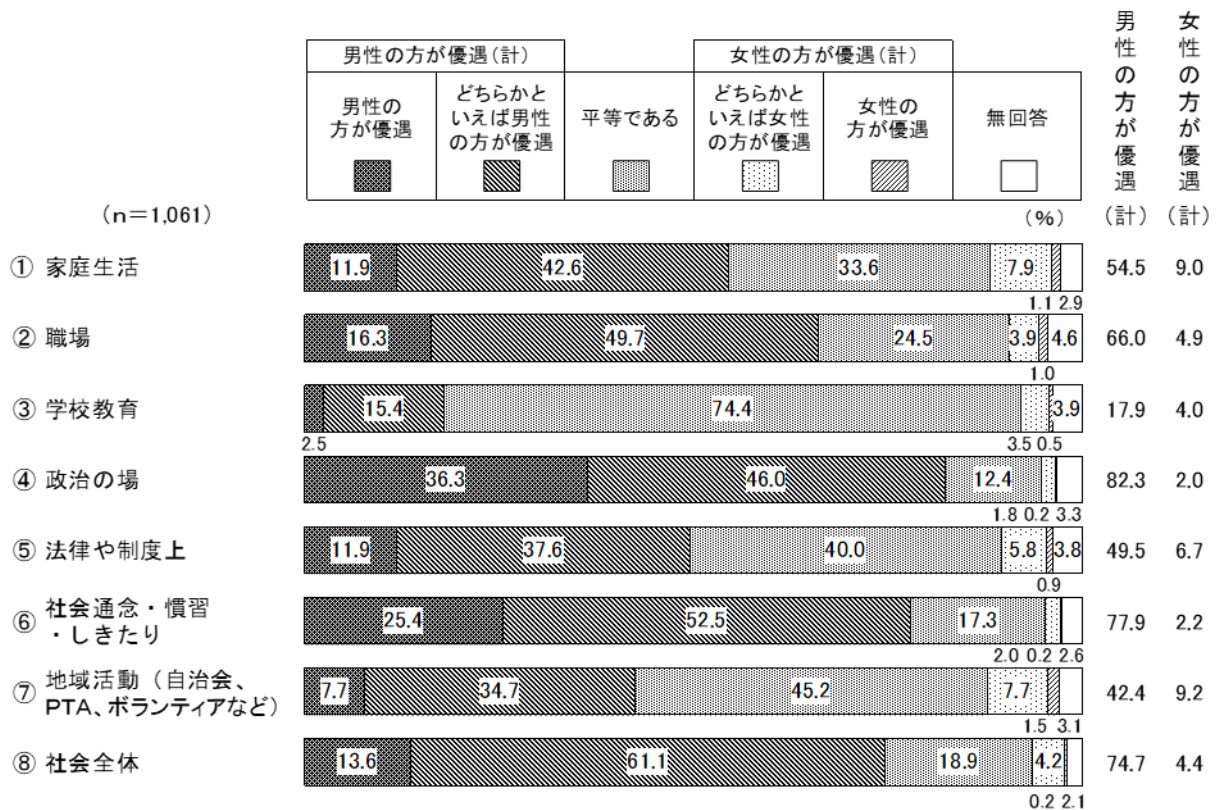 男性の方が優遇(計)
女性の方が優遇(計)
男性の
方が優遇
どちらかと
いえば男性
の方が優遇
平等である
どちらかと
いえば女性
の方が優遇
女性の
方が優遇
無回答
男性の方が優遇(計)
女性の方が優遇(計)
(n=1,061)
(%)
① 家庭生活
11.9 42.6 33.6 7.9 54.5 9.0
1.1 2.9
② 職場
16.3 49.7 24.5 3.9 4.6 66.0 4.9
1.0
③ 学校教育
15.4 74.4 3.9 17.9 4.0
2.5 3.5 0.5
④ 政治の場
36.3 46.0 12.4 82.3 2.0
1.8 0.2 3.3
⑤ 法律や制度上
11.9 37.6 40.0 5.8 3.8 49.5 6.7
0.9
⑥ 社会通念・慣習
・しきたり
25.4 52.5 17.3 77.9 2.2
2.0 0.2 2.6
⑦ 地域活動(自治会、
PTA、ボランティアなど)
7.7 34.7 45.2 7.7 42.4 9.2
1.5 3.1
⑧ 社会全体
13.6 61.1 18.9 4.2 74.7 4.4
0.2 2.1